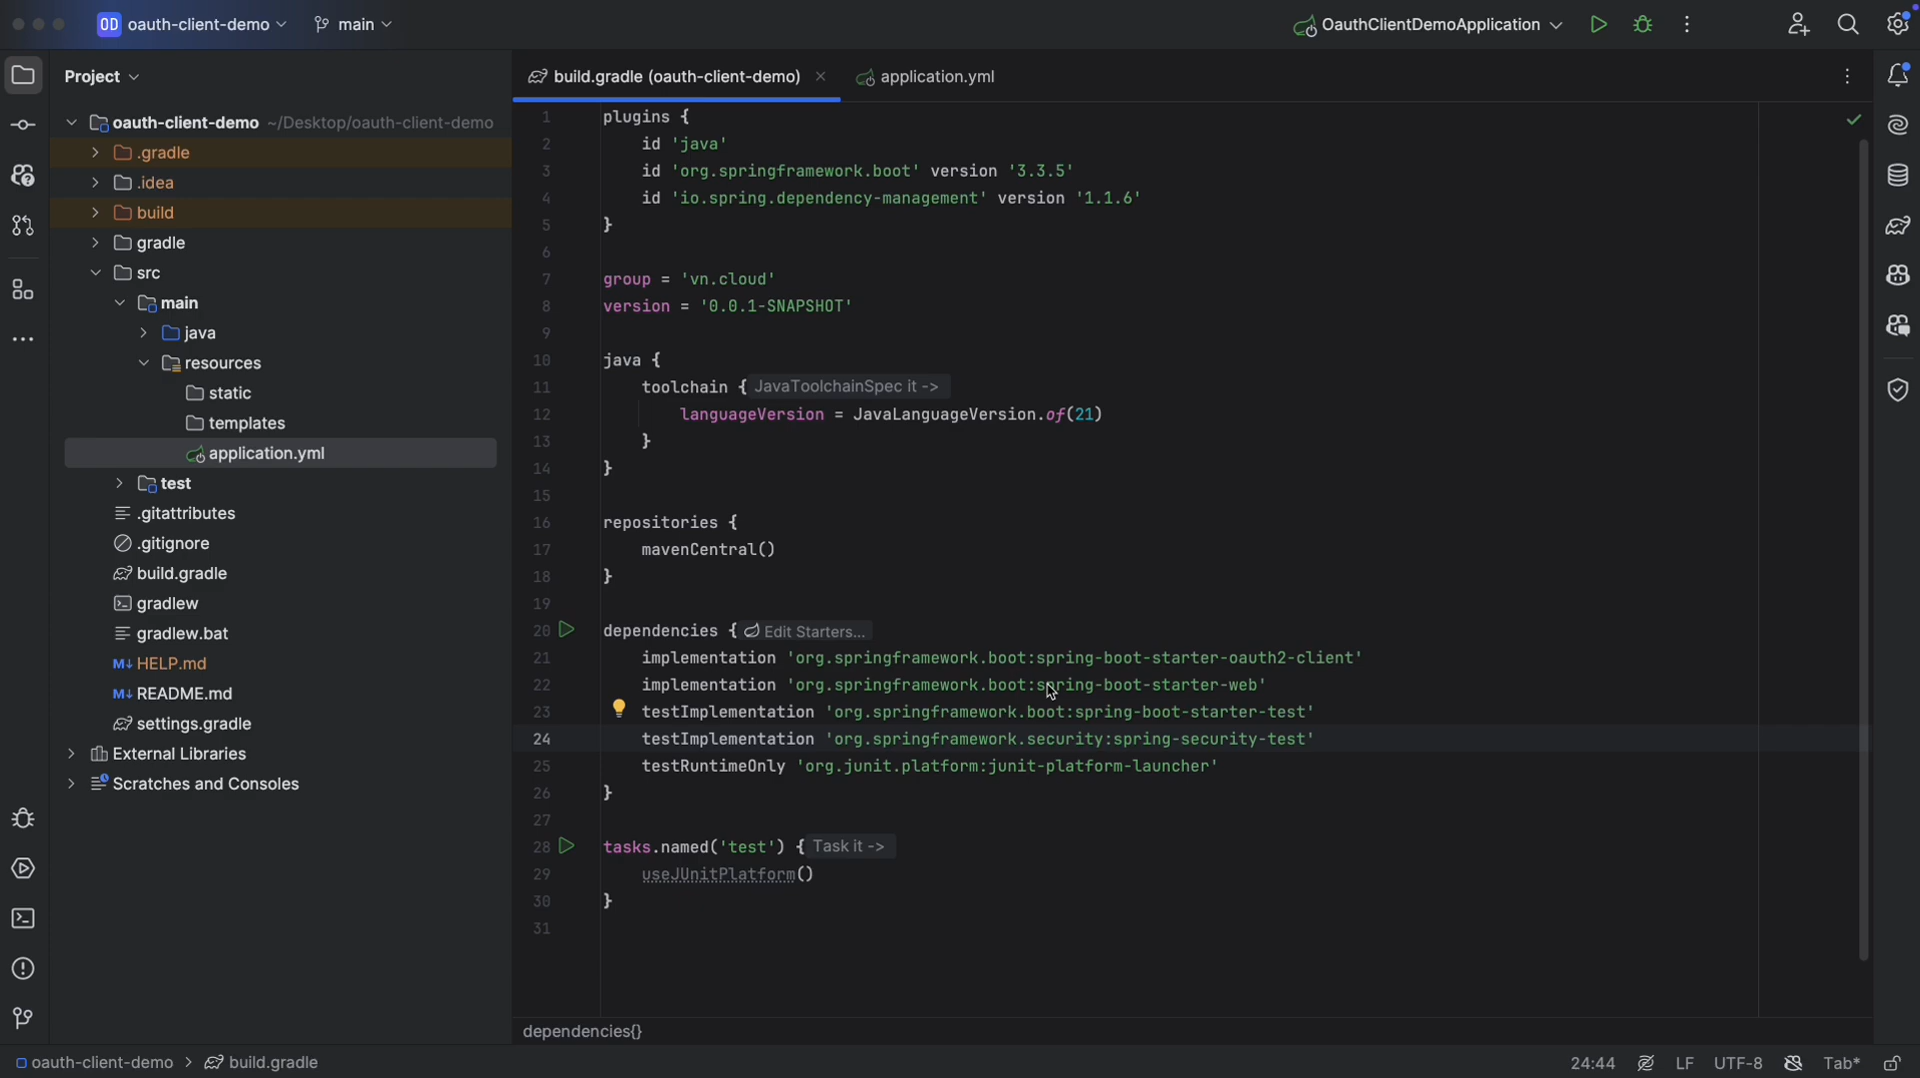 OD oauth-client-demo main OauthClientDemoApplication
Project
build.gradle (oauth-client-demo) application.yml
oauth-client-demo ~/Desktop/oauth-client-demo
.gradle
.idea
build
gradle
src
main
java
resources
static
templates
application.yml
test
.gitattributes
.gitignore
build.gradle
gradlew
gradlew.bat
M↓ HELP.md
M↓ README.md
settings.gradle
External Libraries
Scratches and Consoles
1 plugins {
2 id 'java'
3 id 'org.springframework.boot' version '3.3.5'
4 id 'io.spring.dependency-management' version '1.1.6'
5 }
6
7 group = 'vn.cloud'
8 version = '0.0.1-SNAPSHOT'
9
10 java {
11 toolchain { JavaToolchainSpec it ->
12 languageVersion = JavaLanguageVersion.of(21)
13 }
14 }
15
16 repositories {
17 mavenCentral()
18 }
19
20 dependencies { Edit Starters...
21 implementation 'org.springframework.boot:spring-boot-starter-oauth2-client'
22 implementation 'org.springframework.boot:spring-boot-starter-web'
23 testImplementation 'org.springframework.boot:spring-boot-starter-test'
24 testImplementation 'org.springframework.security:spring-security-test'
25 testRuntimeOnly 'org.junit.platform:junit-platform-launcher'
26 }
27
28 tasks.named('test') { Task it ->
29 useJUnitPlatform()
30 }
31
dependencies{}
oauth-client-demo > build.gradle 24:44 LF UTF-8 Tab*